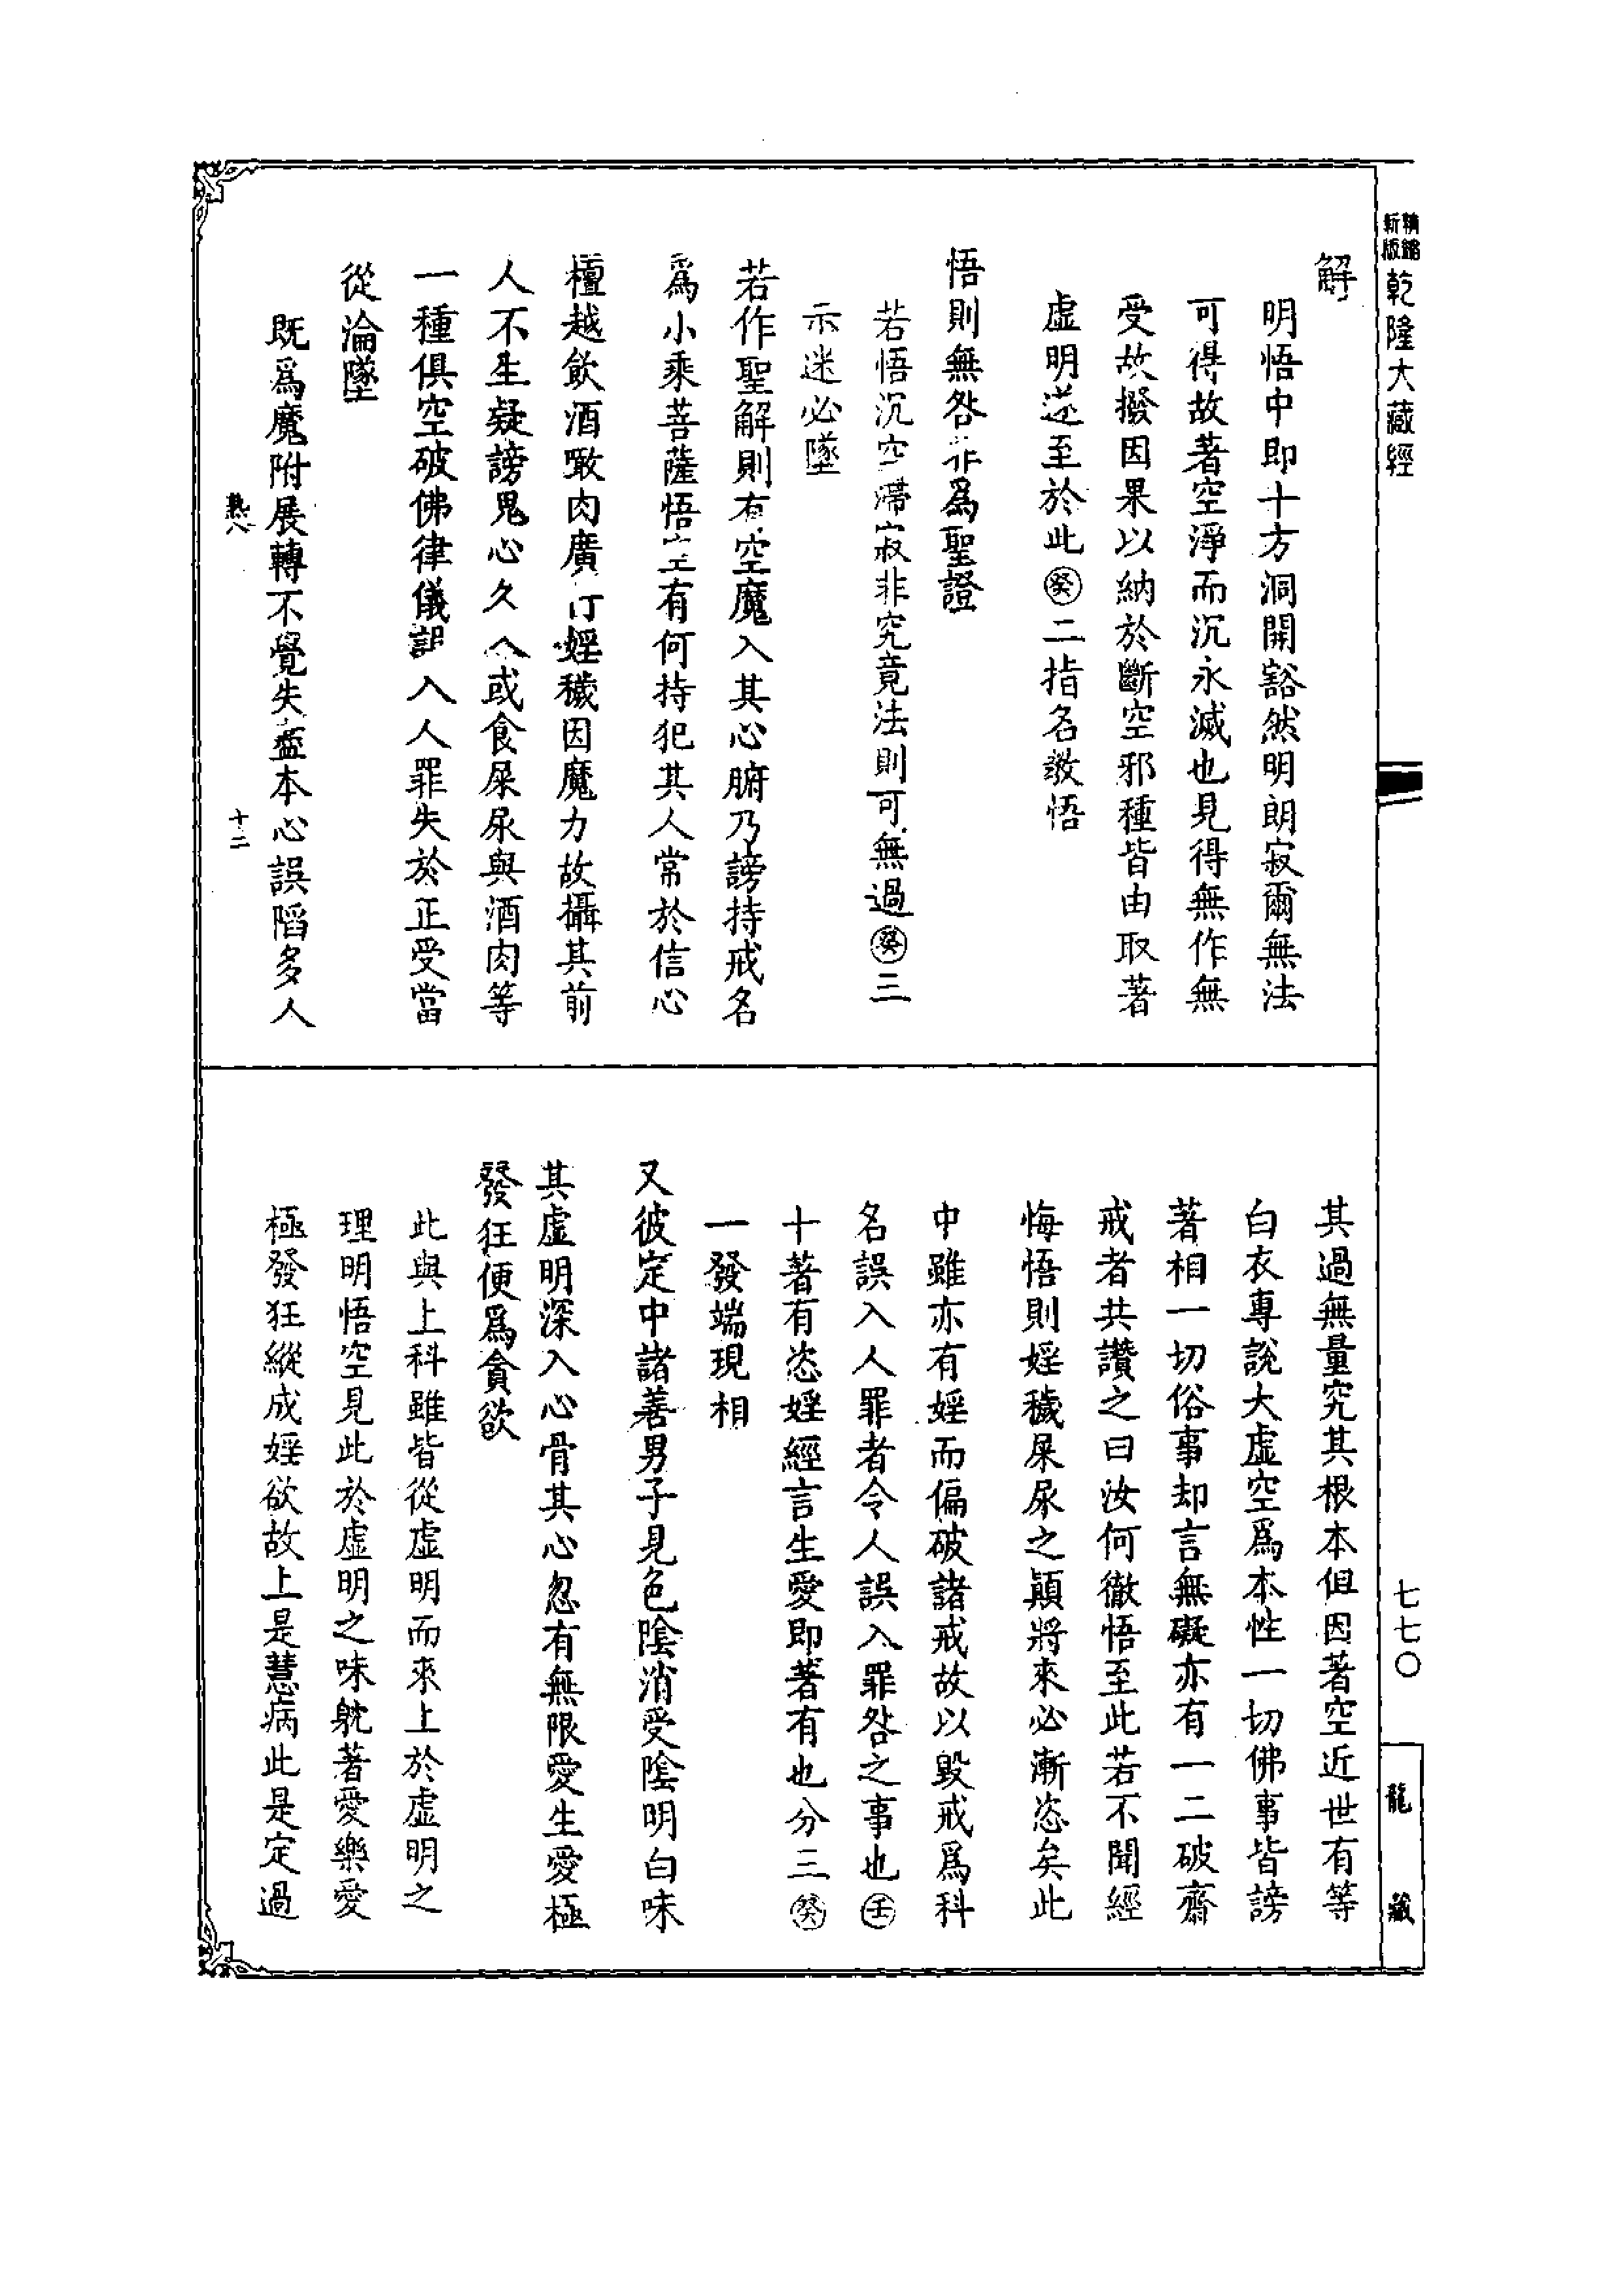 精縮新版
乾隆大藏經
解
明悟中即十方洞開豁然明朗寂爾無法
可得故著空淨而沉永滅也見得無作無
受故撥因果以納於斷空邪種皆由取著
虛明遂至於此癸二指名教悟
悟則無咎非為聖證
若悟沉空滯寂非究竟法則可無過癸三
示迷必墜
若作聖解則有空魔入其心腑乃謗持戒名
爲小乘菩薩悟空有何持犯其人常於信心
檀越飲酒噉肉廣行婬穢因魔力故攝其前
人不生疑謗鬼心久入或食屎尿與酒肉等
一種俱空破佛律儀誤入人罪失於正受當
從淪墜
既爲魔附展轉不覺失盡本心誤陷多人
熱八
十二
其過無量究其根本但因著空近世有等
白衣專說大虛空爲本性一切佛事皆謗
著相一切俗事却言無礙亦有一二破齋
戒者共讚之曰汝何徹悟至此若不聞經
悔悟則婬穢屎尿之顛將來必漸恣矣此
中雖亦有婬而偏破諸戒故以毀戒爲科
名誤入人罪者令人誤入罪咎之事也壬
十著有恣婬經言生愛即著有也分三癸
一發端現相
又彼定中諸善男子見色陰消受陰明白味
其虛明深入心骨其心忽有無限愛生愛極
發狂便爲貪欲
此與上科雖皆從虛明而來上於虛明之
理明悟空見此於虛明之味躭著愛樂愛
極發狂縱成婬欲故上是慧病此是定過
七七〇
龍藏